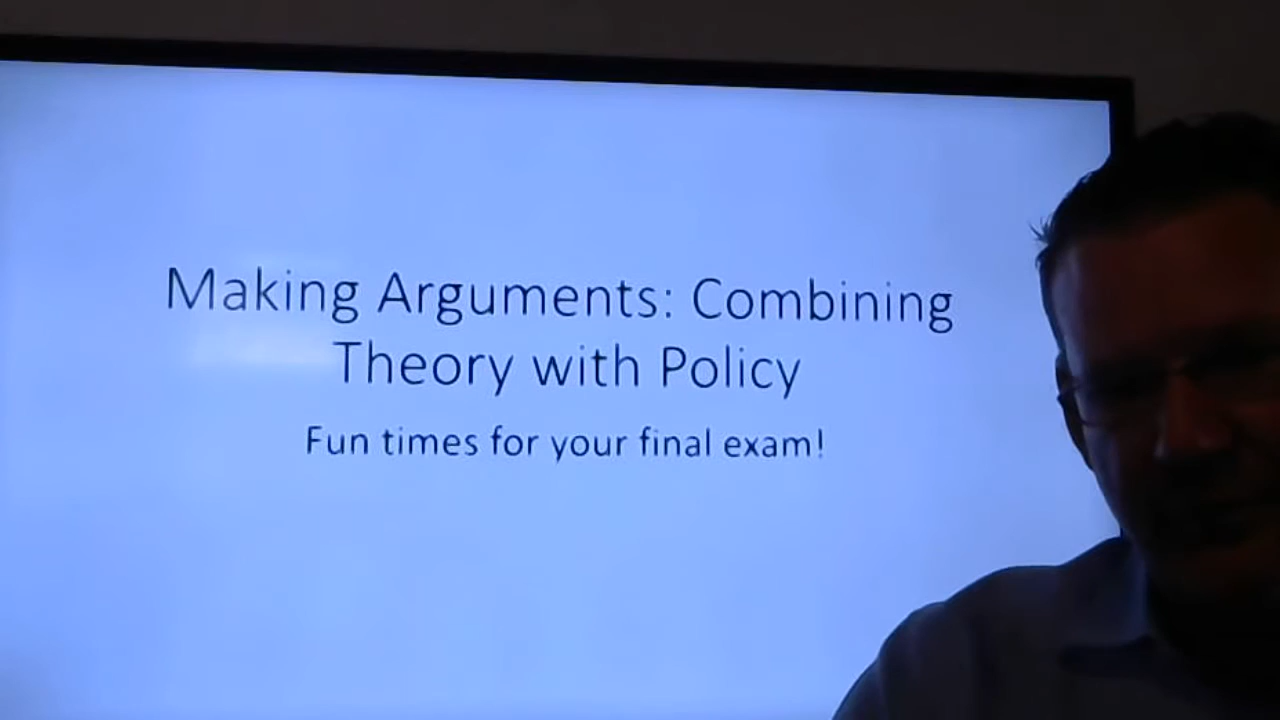 Making Arguments: Combining
Theory with Policy
Fun times for your final exam!